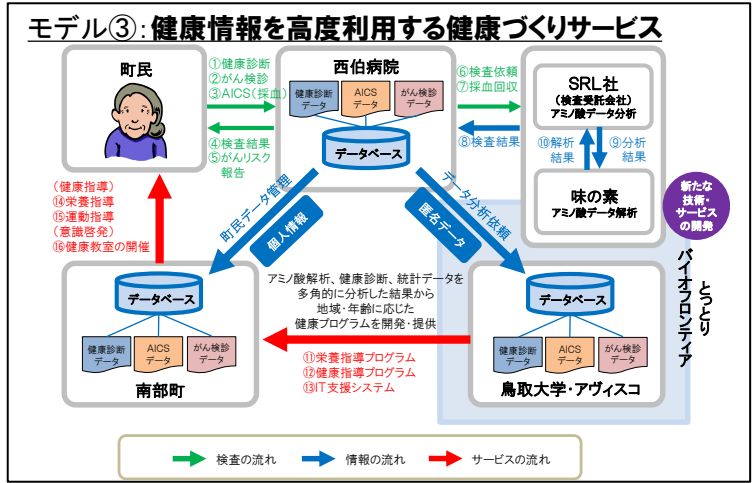 モデル③：健康情報を高度利用する健康づくりサービス
町民
①健康診断
②がん検診
③AICS（採血）
④検査結果
⑤がんリスク
報告
西伯病院
健康診断
データ
AICS
データ
がん検診
データ
データベース
⑥検査依頼
⑦採血回収
⑧検査結果
SRL社
（検査受託会社）
アミノ酸データ分析
⑩解析
結果
⑨分析
結果
味の素
アミノ酸データ解析
新たな
技術・
サービス
の開発
とっとり
バイオフロンティア
（健康指導）
⑭栄養指導
⑮運動指導
（意識啓発）
⑯健康教室の開催
町民データ管理
個人情報
データ分析依頼
匿名データ
データベース
健康診断
データ
AICS
データ
がん検診
データ
南部町
アミノ酸解析、健康診断、統計データを
多角的に分析した結果から
地域・年齢に応じた
健康プログラムを開発・提供
⑪栄養指導プログラム
⑫健康指導プログラム
⑬IT支援システム
データベース
健康診断
データ
AICS
データ
がん検診
データ
鳥取大学・アヴィスコ
検査の流れ
情報の流れ
サービスの流れ